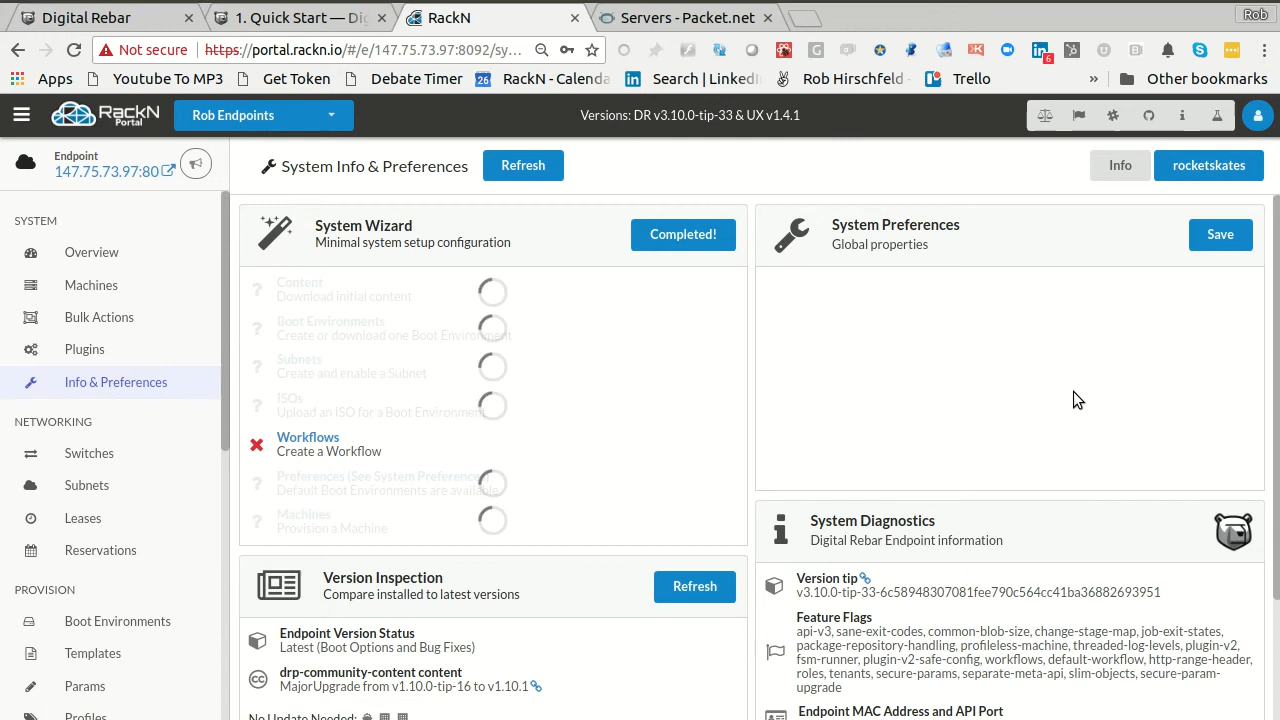 Digital Rebar
1. Quick Start — Di
RackN
Servers - Packet.net
Rob
Not secure
https://portal.rackn.io/#/e/147.75.73.97:8092/sy...
6
Apps
Youtube To MP3
Get Token
Debate Timer
26
RackN - Calenda
Search | LinkedI
Rob Hirschfeld -
Trello
»
Other bookmarks
RackN
Portal
Rob Endpoints
Versions: DR v3.10.0-tip-33 & UX v1.4.1
Endpoint
147.75.73.97:80
System Info & Preferences
Refresh
Info
rocketskates
SYSTEM
Overview
Machines
Bulk Actions
Plugins
Info & Preferences
NETWORKING
Switches
Subnets
Leases
Reservations
PROVISION
Boot Environments
Templates
Params
Profiles
System Wizard
Minimal system setup configuration
Completed!
Content
Download initial content
Boot Environments
Create or download one Boot Environment
Subnets
Create and enable a Subnet
ISOs
Upload an ISO for a Boot Environment
Workflows
Create a Workflow
Preferences (See System Preference
Default Boot Environments are available
Machines
Provision a Machine
Version Inspection
Compare installed to latest versions
Refresh
Endpoint Version Status
Latest (Boot Options and Bug Fixes)
drp-community-content content
MajorUpgrade from v1.10.0-tip-16 to v1.10.1
No Update Needed:
System Preferences
Global properties
Save
System Diagnostics
Digital Rebar Endpoint information
Version tip
v3.10.0-tip-33-6c58948307081fee790c564cc41ba36882693951
Feature Flags
api-v3, sane-exit-codes, common-blob-size, change-stage-map, job-exit-states,
package-repository-handling, profileless-machine, threaded-log-levels, plugin-v2,
fsm-runner, plugin-v2-safe-config, workflows, default-workflow, http-range-header,
roles, tenants, secure-params, separate-meta-api, slim-objects, secure-param-
upgrade
Endpoint MAC Address and API Port